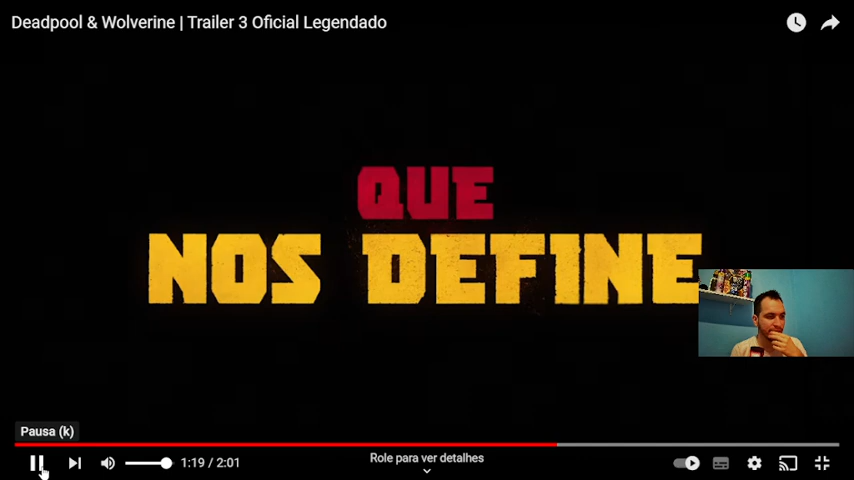 Deadpool & Wolverine | Trailer 3 Oficial Legendado
QUE
NOS DEFINE
Pausa (k)
1:19 / 2:01
Role para ver detalhes